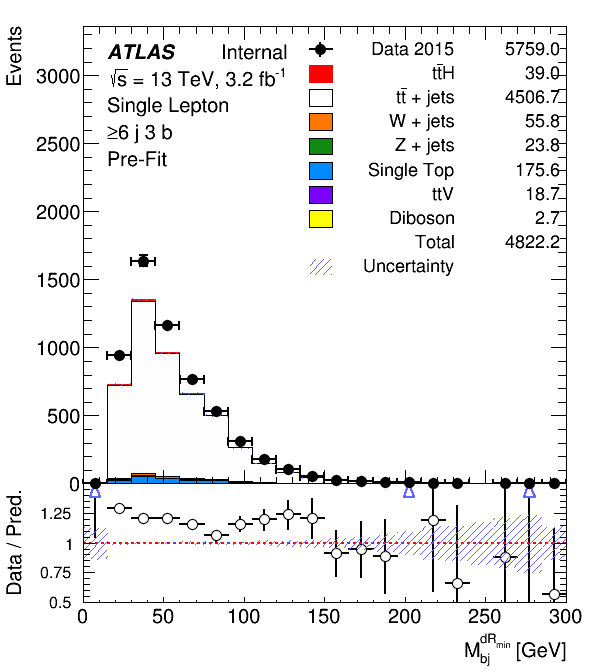 Events
ATLAS Internal
√s = 13 TeV, 3.2 fb⁻¹
Single Lepton
≥6 j 3 b
Pre-Fit
Data 2015 5759.0
tt̄H 39.0
tt̄ + jets 4506.7
W + jets 55.8
Z + jets 23.8
Single Top 175.6
ttV 18.7
Diboson 2.7
Total 4822.2
Uncertainty
3000
2500
2000
1500
1000
500
0
Data / Pred.
1.25
1
0.75
0.5
0 50 100 150 200 250 300
M_bj^dR_min [GeV]